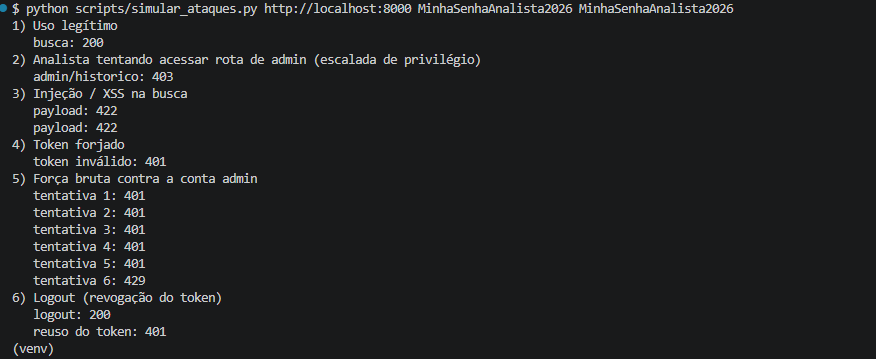 $ python scripts/simular_ataques.py http://localhost:8000 MinhaSenhaAnalista2026 MinhaSenhaAnalista2026
1) Uso legítimo
busca: 200
2) Analista tentando acessar rota de admin (escalada de privilégio)
admin/historico: 403
3) Injeção / XSS na busca
payload: 422
payload: 422
4) Token forjado
token inválido: 401
5) Força bruta contra a conta admin
tentativa 1: 401
tentativa 2: 401
tentativa 3: 401
tentativa 4: 401
tentativa 5: 401
tentativa 6: 429
6) Logout (revogação do token)
logout: 200
reuso do token: 401
(venv)